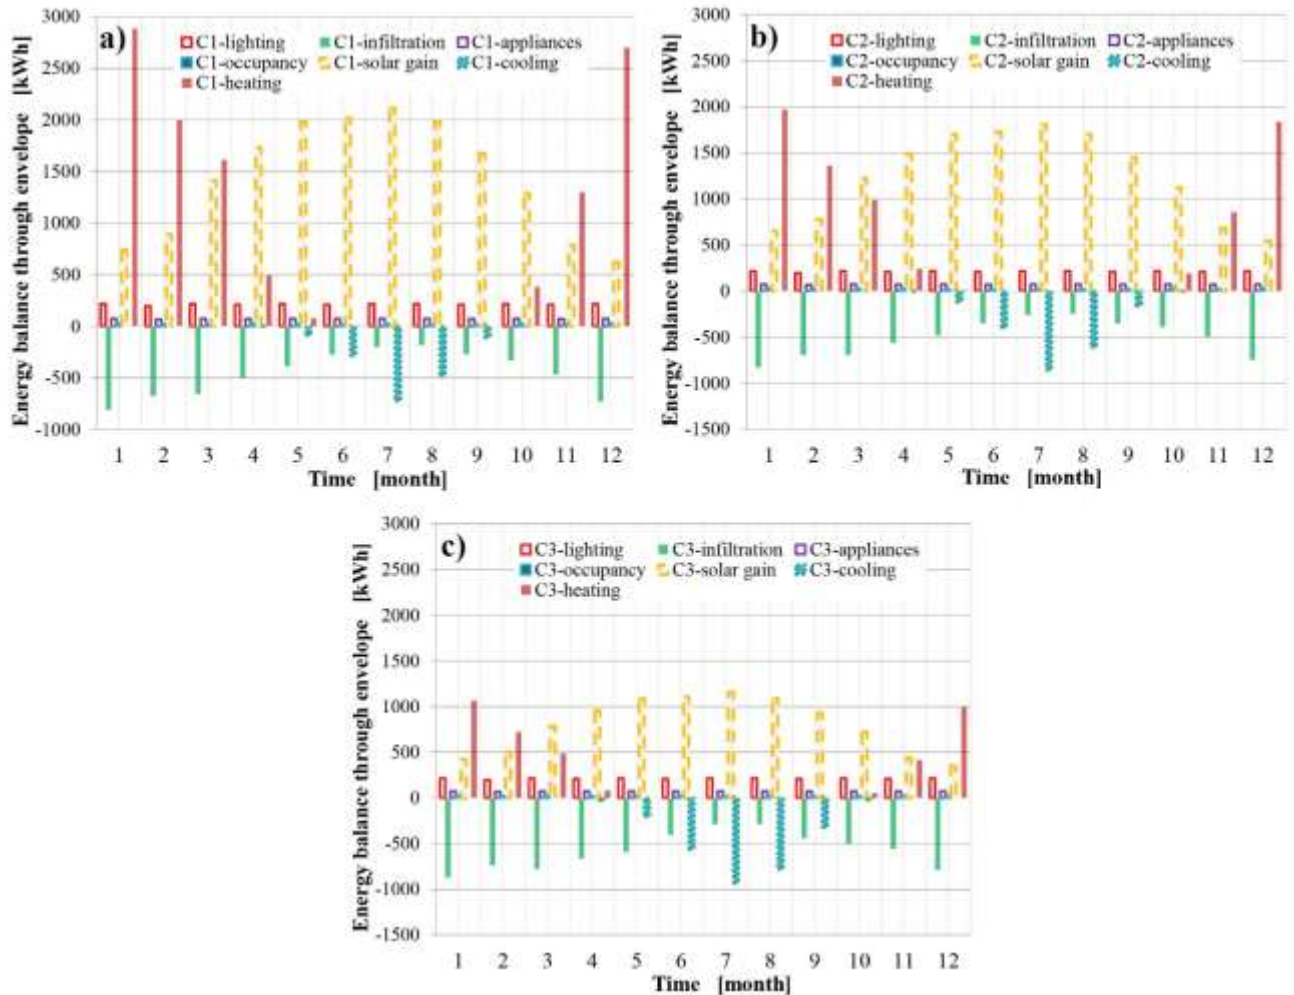 a)
C1-lighting C1-infiltration C1-appliances
C1-occupancy C1-solar gain C1-cooling
C1-heating
Energy balance through envelope [kWh]
3000
2500
2000
1500
1000
500
0
-500
-1000
1 2 3 4 5 6 7 8 9 10 11 12
Time [month]
b)
C2-lighting C2-infiltration C2-appliances
C2-occupancy C2-solar gain C2-cooling
C2-heating
Energy balance through envelope [kWh]
3000
2500
2000
1500
1000
500
0
-500
-1000
-1500
1 2 3 4 5 6 7 8 9 10 11 12
Time [month]
c)
C3-lighting C3-infiltration C3-appliances
C3-occupancy C3-solar gain C3-cooling
C3-heating
Energy balance through envelope [kWh]
3000
2500
2000
1500
1000
500
0
-500
-1000
-1500
1 2 3 4 5 6 7 8 9 10 11 12
Time [month]